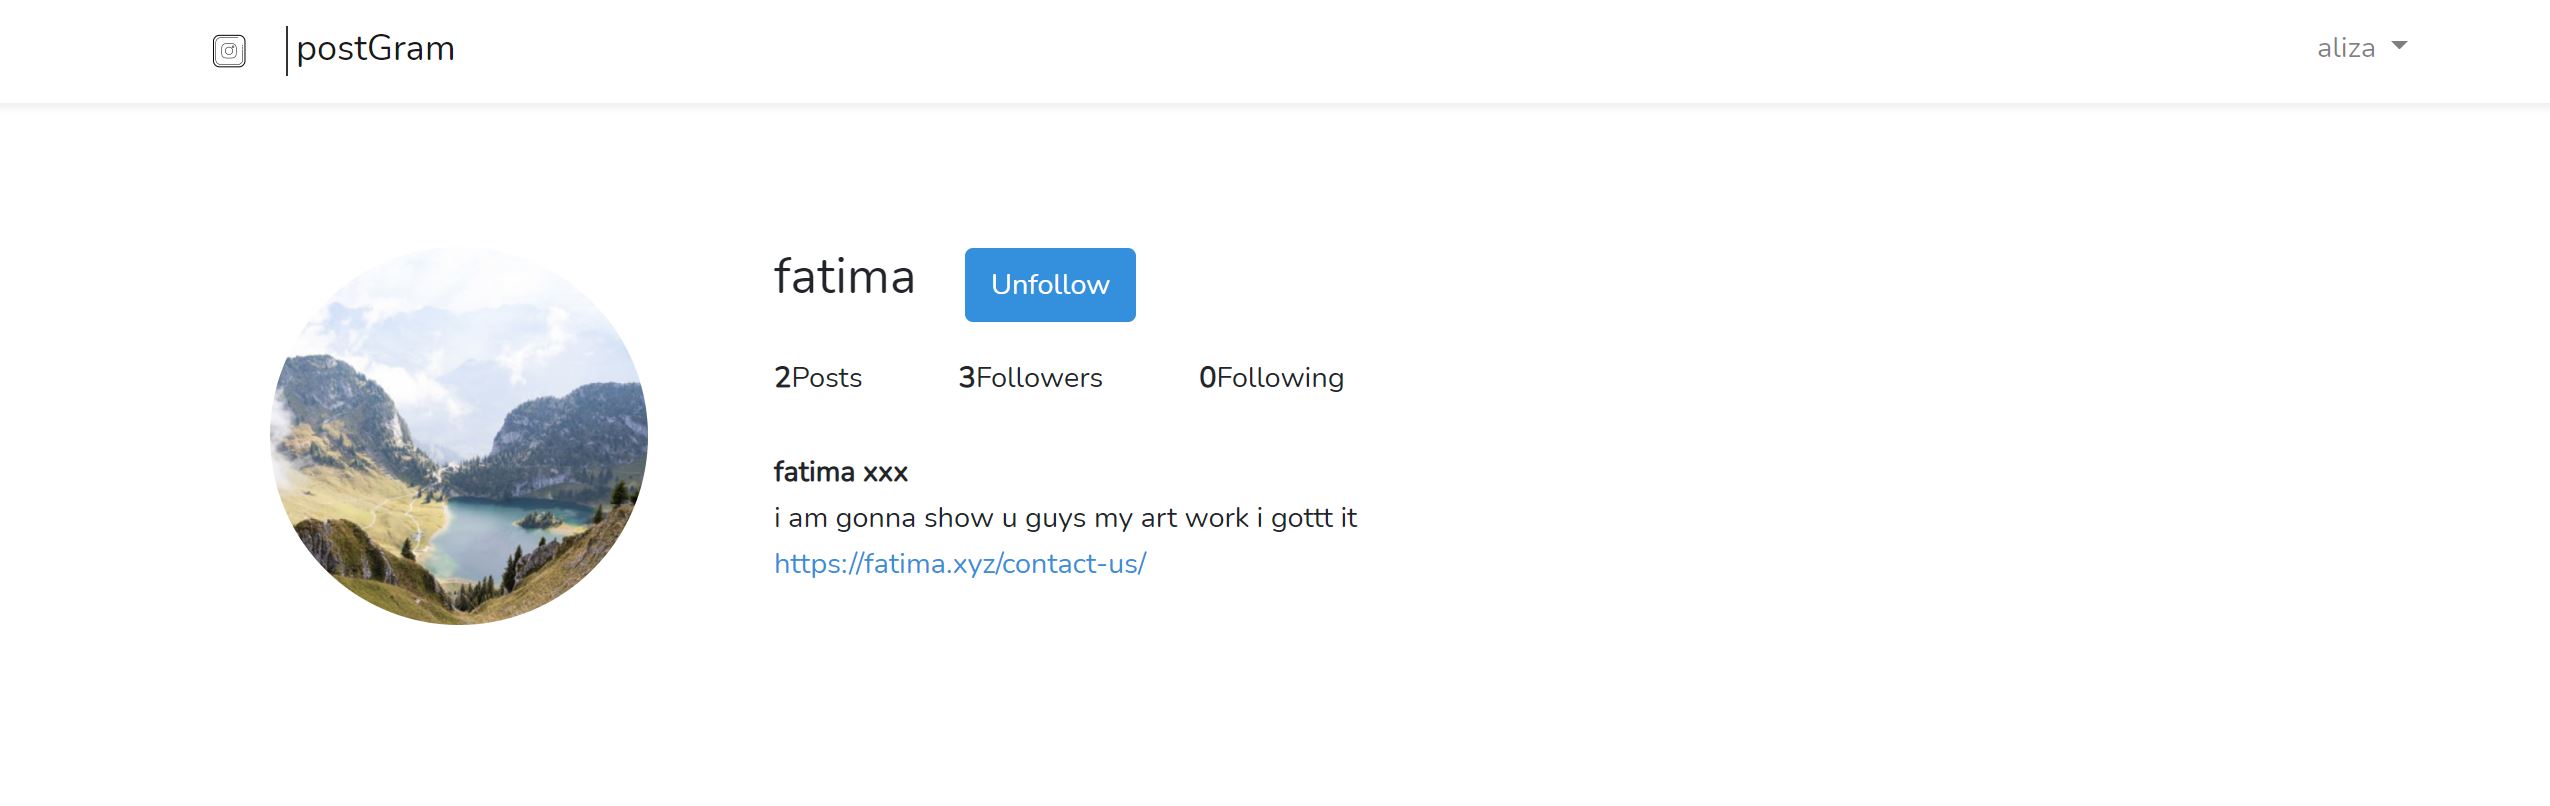 postGram
aliza
fatima
Unfollow
2Posts 3Followers 0Following
fatima xxx
i am gonna show u guys my art work i gottt it
https://fatima.xyz/contact-us/